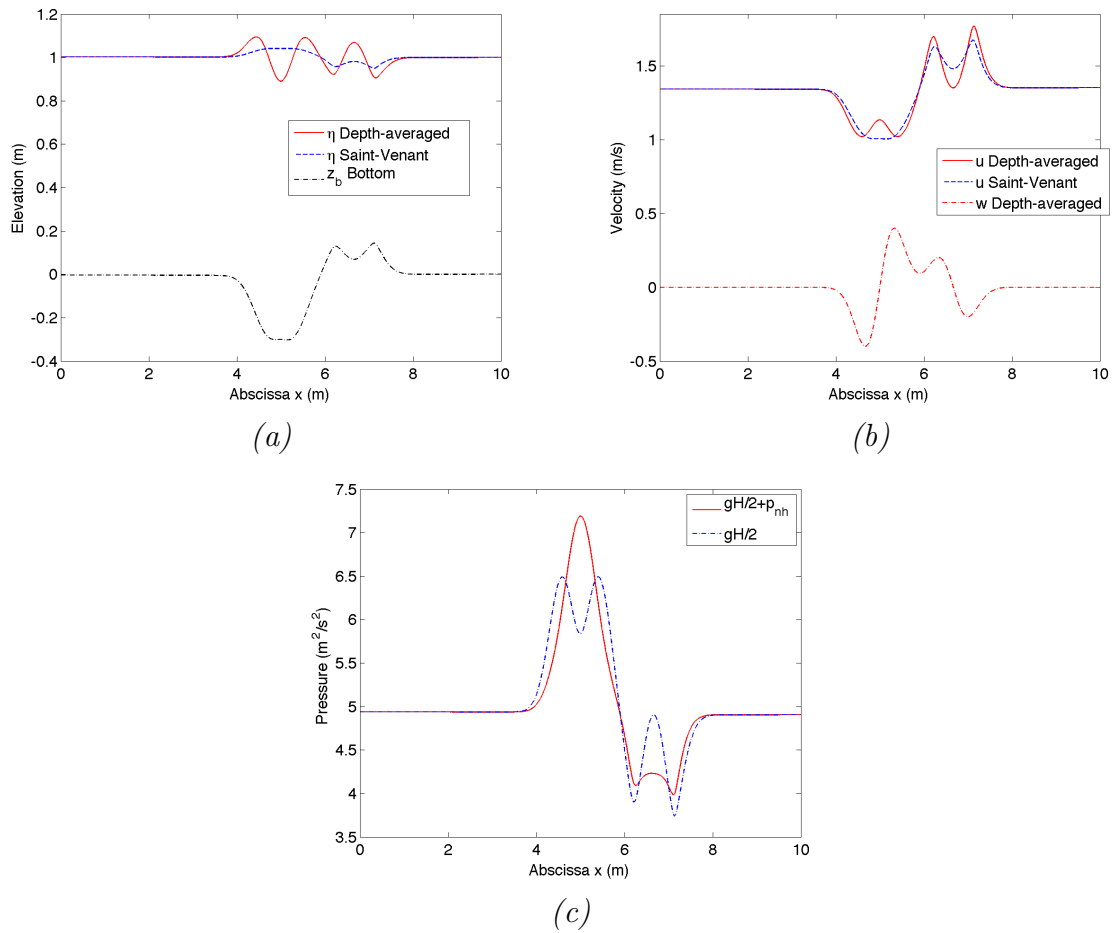 1.2
1
0.8
0.6
0.4
0.2
0
-0.2
-0.4
0 2 4 6 8 10
Elevation (m)
Abscissa x (m)
η Depth-averaged
η Saint-Venant
z_b Bottom
(a)
1.5
1
0.5
0
-0.5
0 2 4 6 8 10
Velocity (m/s)
Abscissa x (m)
u Depth-averaged
u Saint-Venant
w Depth-averaged
(b)
7.5
7
6.5
6
5.5
5
4.5
4
3.5
0 2 4 6 8 10
Pressure (m²/s²)
Abscissa x (m)
gH/2+p_nh
gH/2
(c)